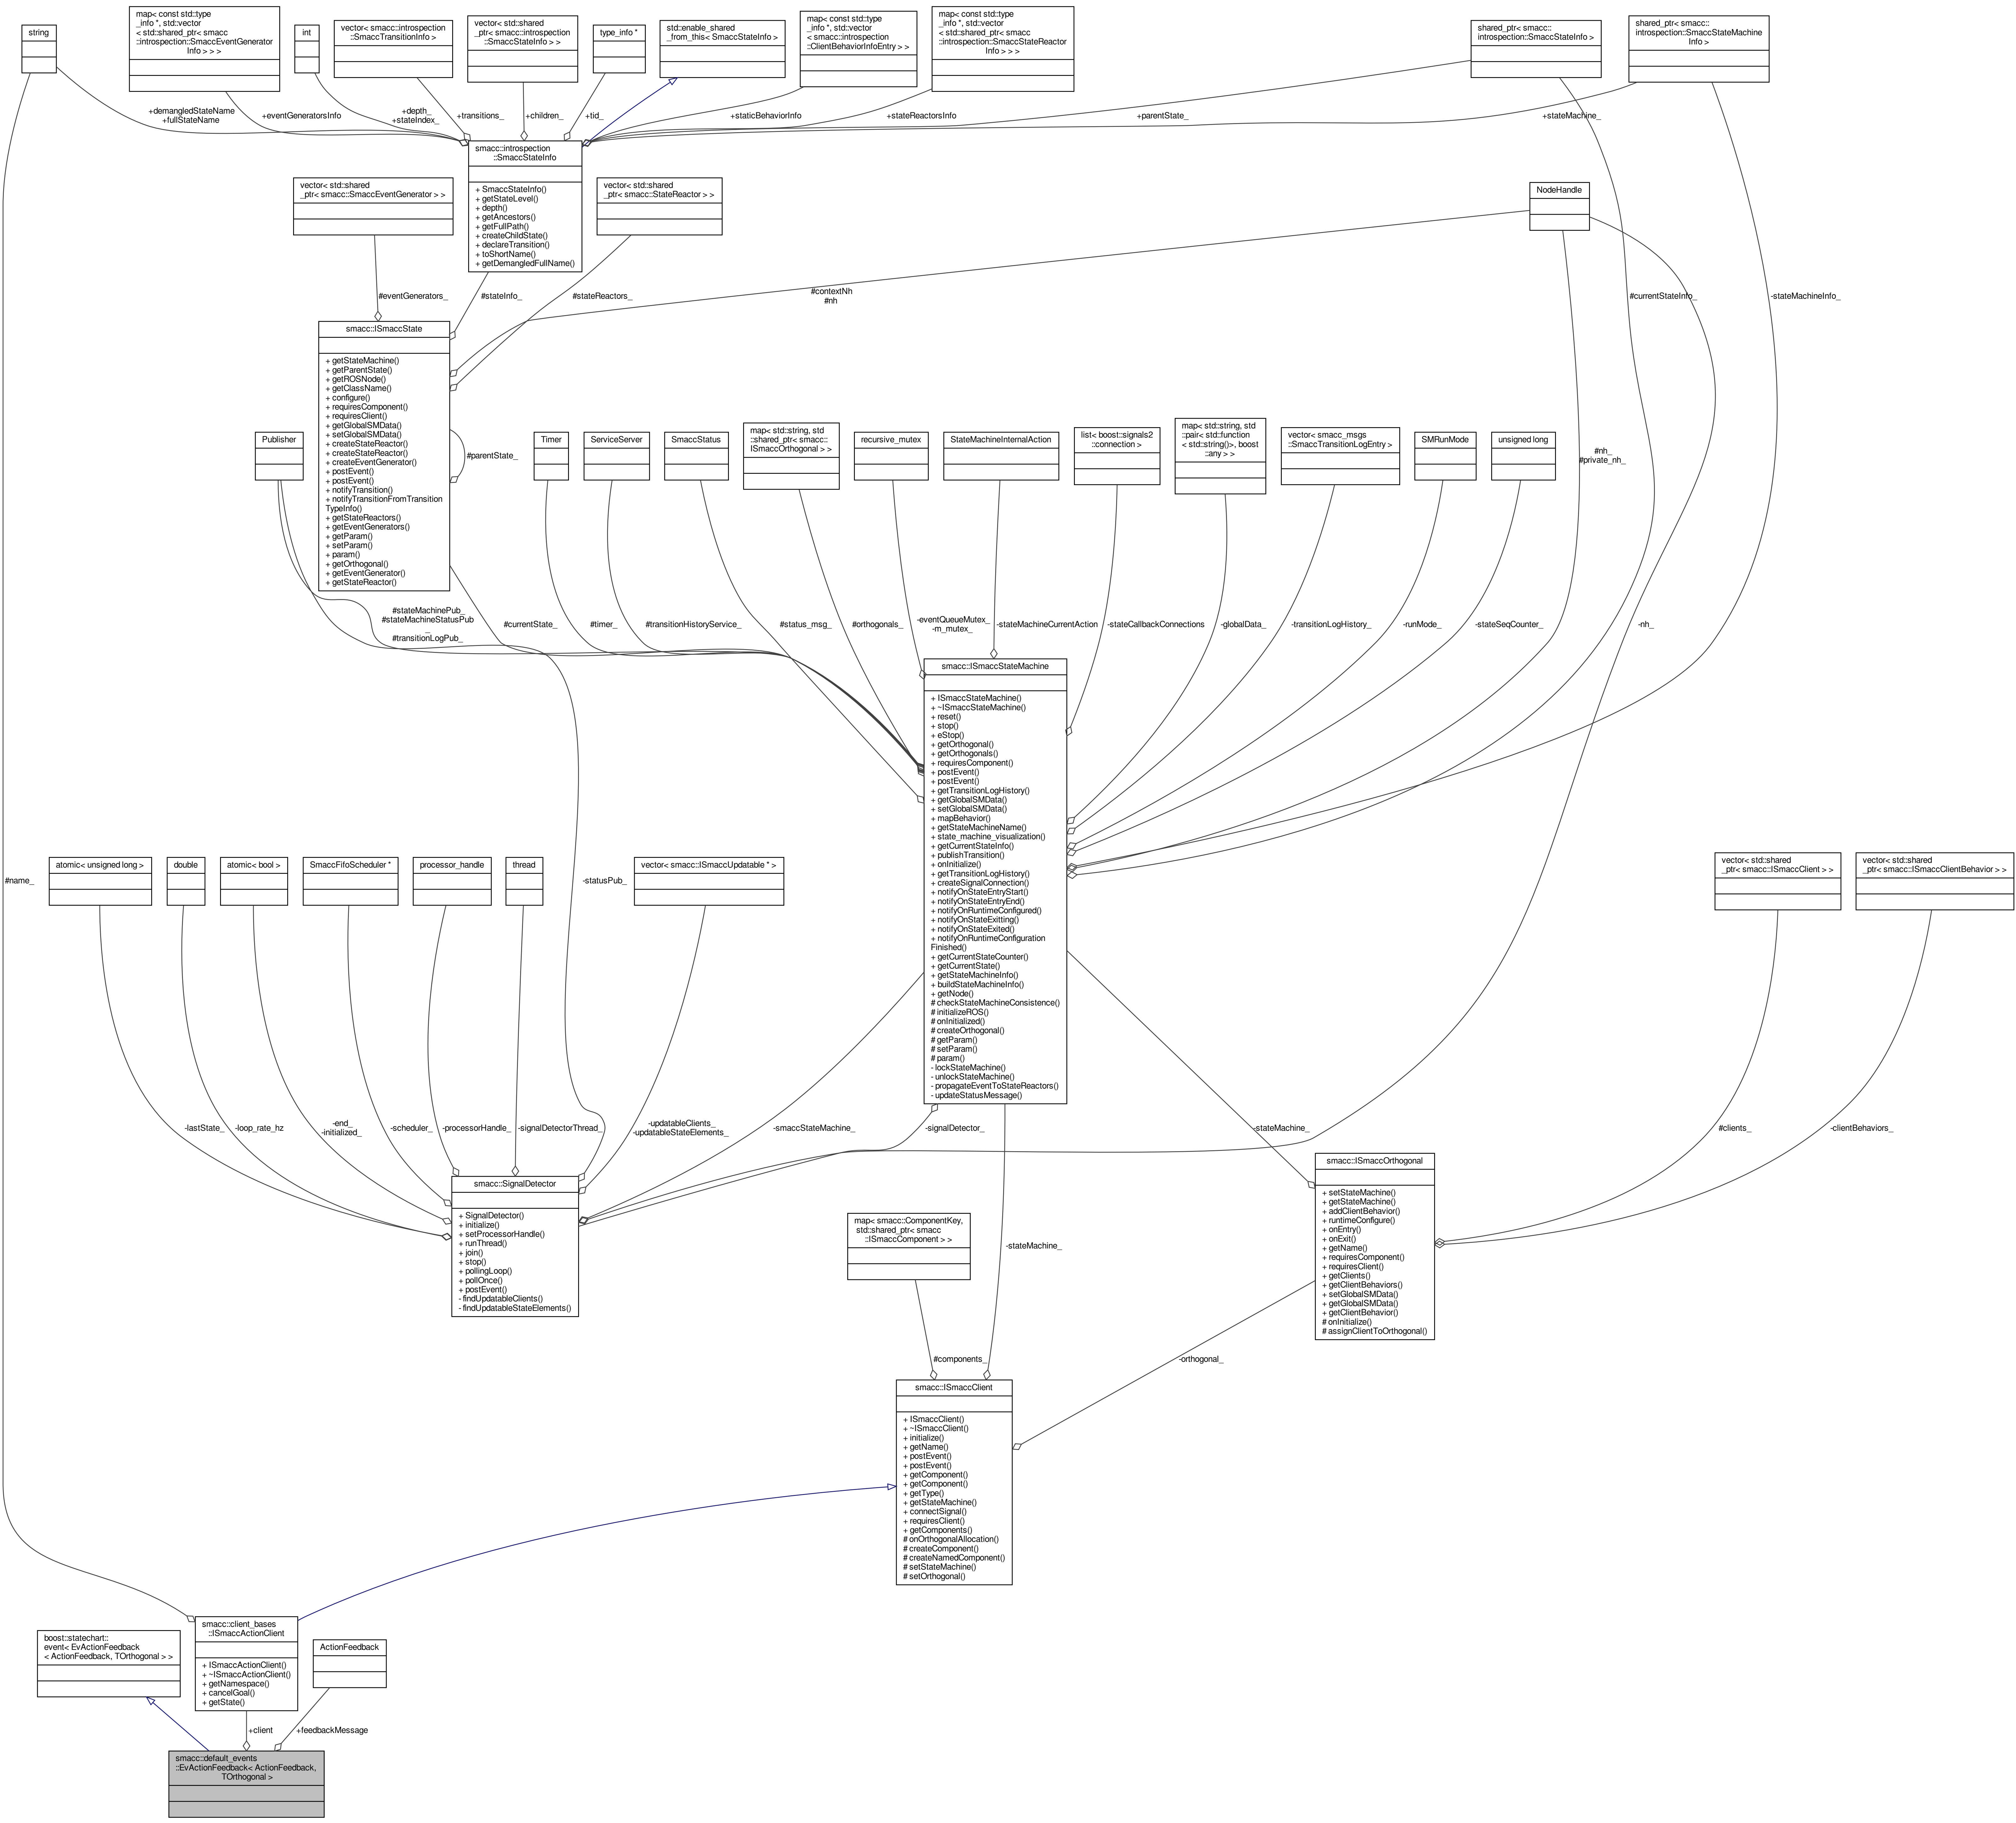 string
map< const std::type
_info *, std::vector
< std::shared_ptr< smacc
::introspection::SmaccEventGenerator
Info > > >
int
vector< smacc::introspection
::SmaccTransitionInfo >
vector< std::shared
_ptr< smacc::introspection
::SmaccStateInfo > >
type_info *
std::enable_shared
_from_this< SmaccStateInfo >
map< const std::type
_info *, std::vector
< smacc::introspection
::ClientBehaviorInfoEntry > >
map< const std::type
_info *, std::vector
< std::shared_ptr< smacc
::introspection::SmaccStateReactor
Info > > >
shared_ptr< smacc::
introspection::SmaccStateInfo >
shared_ptr< smacc::
introspection::SmaccStateMachine
Info >
+demangledStateName
+fullStateName
+eventGeneratorsInfo
+depth_
+stateIndex_
+transitions_
+children_
+tid_
+staticBehaviorInfo
+stateReactorsInfo
+parentState_
+stateMachine_
smacc::introspection
::SmaccStateInfo
+ SmaccStateInfo()
+ getStateLevel()
+ depth()
+ getAncestors()
+ getFullPath()
+ createChildState()
+ declareTransition()
+ toShortName()
+ getDemangledFullName()
vector< std::shared
_ptr< smacc::SmaccEventGenerator > >
vector< std::shared
_ptr< smacc::StateReactor > >
NodeHandle
#eventGenerators_
#stateInfo_
#stateReactors_
#contextNh
#nh
#currentStateInfo_
-stateMachineInfo_
smacc::ISmaccState
+ getStateMachine()
+ getParentState()
+ getROSNode()
+ getClassName()
+ configure()
+ requiresComponent()
+ requiresClient()
+ getGlobalSMData()
+ setGlobalSMData()
+ createStateReactor()
+ createStateReactor()
+ createEventGenerator()
+ postEvent()
+ postEvent()
+ notifyTransition()
+ notifyTransitionFromTransition
TypeInfo()
+ getStateReactors()
+ getEventGenerators()
+ getParam()
+ setParam()
+ param()
+ getOrthogonal()
+ getEventGenerator()
+ getStateReactor()
#parentState_
Publisher
Timer
ServiceServer
SmaccStatus
map< std::string, std
::shared_ptr< smacc::
ISmaccOrthogonal > >
recursive_mutex
StateMachineInternalAction
list< boost::signals2
::connection >
map< std::string, std
::pair< std::function
< std::string()>, boost
::any > >
vector< smacc_msgs
::SmaccTransitionLogEntry >
SMRunMode
unsigned long
#nh_
#private_nh_
#stateMachinePub_
#stateMachineStatusPub
_
#transitionLogPub_
#currentState_
#timer_
#transitionHistoryService_
#status_msg_
#orthogonals_
-eventQueueMutex_
-m_mutex_
-stateMachineCurrentAction
-stateCallbackConnections
-globalData_
-transitionLogHistory_
-runMode_
-stateSeqCounter_
-nh_
smacc::ISmaccStateMachine
+ ISmaccStateMachine()
+ ~ISmaccStateMachine()
+ reset()
+ stop()
+ eStop()
+ getOrthogonal()
+ getOrthogonals()
+ requiresComponent()
+ postEvent()
+ postEvent()
+ getTransitionLogHistory()
+ getGlobalSMData()
+ setGlobalSMData()
+ mapBehavior()
+ getStateMachineName()
+ state_machine_visualization()
+ getCurrentStateInfo()
+ publishTransition()
+ onInitialize()
+ getTransitionLogHistory()
+ createSignalConnection()
+ notifyOnStateEntryStart()
+ notifyOnStateEntryEnd()
+ notifyOnRuntimeConfigured()
+ notifyOnStateExitting()
+ notifyOnStateExited()
+ notifyOnRuntimeConfiguration
Finished()
+ getCurrentStateCounter()
+ getCurrentState()
+ getStateMachineInfo()
+ buildStateMachineInfo()
+ getNode()
# checkStateMachineConsistence()
# initializeROS()
# onInitialized()
# createOrthogonal()
# getParam()
# setParam()
# param()
- lockStateMachine()
- unlockStateMachine()
- propagateEventToStateReactors()
- updateStatusMessage()
atomic< unsigned long >
double
atomic< bool >
SmaccFifoScheduler *
processor_handle
thread
vector< smacc::ISmaccUpdatable * >
vector< std::shared
_ptr< smacc::ISmaccClient > >
vector< std::shared
_ptr< smacc::ISmaccClientBehavior > >
#name_
-statusPub_
-lastState_
-loop_rate_hz
-end_
-initialized_
-scheduler_
-processorHandle_
-signalDetectorThread_
-updatableClients_
-updatableStateElements_
-smaccStateMachine_
-signalDetector_
-stateMachine_
#clients_
-clientBehaviors_
smacc::SignalDetector
+ SignalDetector()
+ initialize()
+ setProcessorHandle()
+ runThread()
+ join()
+ stop()
+ pollingLoop()
+ pollOnce()
+ postEvent()
- findUpdatableClients()
- findUpdatableStateElements()
smacc::ISmaccOrthogonal
+ setStateMachine()
+ getStateMachine()
+ addClientBehavior()
+ runtimeConfigure()
+ onEntry()
+ onExit()
+ getName()
+ requiresComponent()
+ requiresClient()
+ getClients()
+ getClientBehaviors()
+ setGlobalSMData()
+ getGlobalSMData()
+ getClientBehavior()
# onInitialize()
# assignClientToOrthogonal()
map< smacc::ComponentKey,
std::shared_ptr< smacc
::ISmaccComponent > >
-stateMachine_
#components_
-orthogonal_
smacc::ISmaccClient
+ ISmaccClient()
+ ~ISmaccClient()
+ initialize()
+ getName()
+ postEvent()
+ postEvent()
+ getComponent()
+ getComponent()
+ getType()
+ getStateMachine()
+ connectSignal()
+ requiresClient()
+ getComponents()
# onOrthogonalAllocation()
# createComponent()
# createNamedComponent()
# setStateMachine()
# setOrthogonal()
boost::statechart::
event< EvActionFeedback
< ActionFeedback, TOrthogonal > >
smacc::client_bases
::ISmaccActionClient
+ ISmaccActionClient()
+ ~ISmaccActionClient()
+ getNamespace()
+ cancelGoal()
+ getState()
ActionFeedback
+client
+feedbackMessage
smacc::default_events
::EvActionFeedback< ActionFeedback,
TOrthogonal >